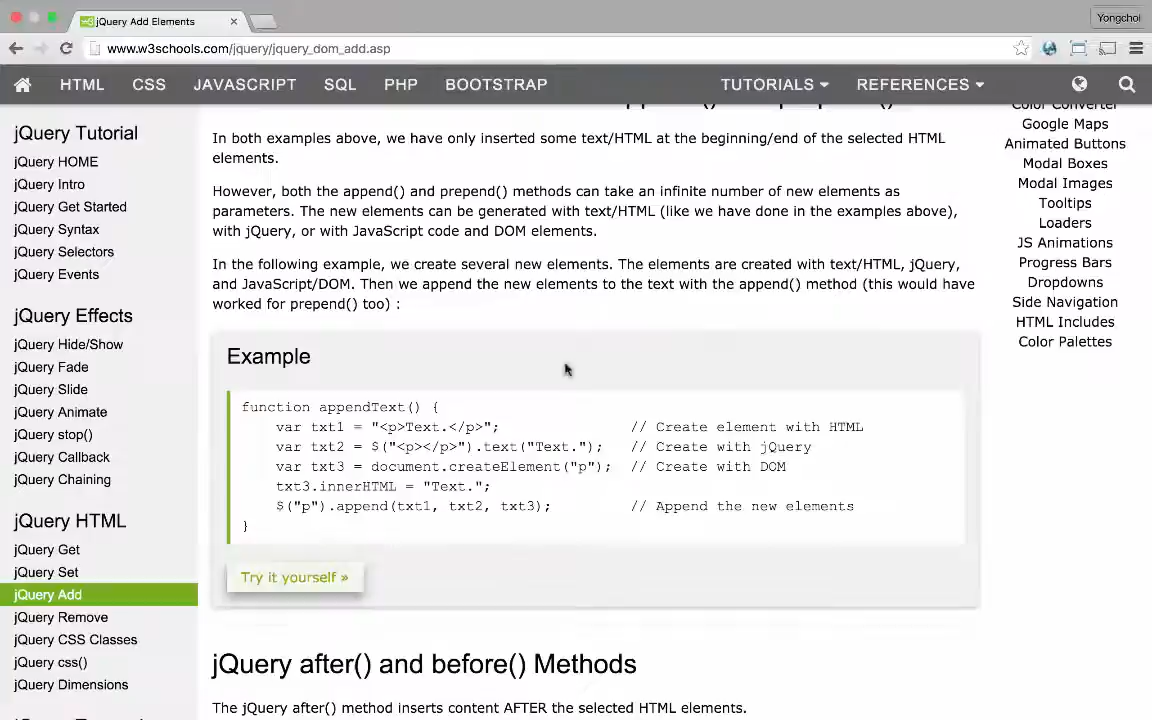 jQuery Add Elements
Yongchol
www.w3schools.com/jquery/jquery_dom_add.asp
HTML CSS JAVASCRIPT SQL PHP BOOTSTRAP TUTORIALS REFERENCES
jQuery Tutorial
jQuery HOME
jQuery Intro
jQuery Get Started
jQuery Syntax
jQuery Selectors
jQuery Events
jQuery Effects
jQuery Hide/Show
jQuery Fade
jQuery Slide
jQuery Animate
jQuery stop()
jQuery Callback
jQuery Chaining
jQuery HTML
jQuery Get
jQuery Set
jQuery Add
jQuery Remove
jQuery CSS Classes
jQuery css()
jQuery Dimensions
In both examples above, we have only inserted some text/HTML at the beginning/end of the selected HTML
elements.
However, both the append() and prepend() methods can take an infinite number of new elements as
parameters. The new elements can be generated with text/HTML (like we have done in the examples above),
with jQuery, or with JavaScript code and DOM elements.
In the following example, we create several new elements. The elements are created with text/HTML, jQuery,
and JavaScript/DOM. Then we append the new elements to the text with the append() method (this would have
worked for prepend() too) :
Example
function appendText() {
var txt1 = "<p>Text.</p>"; // Create element with HTML
var txt2 = $("<p></p>").text("Text."); // Create with jQuery
var txt3 = document.createElement("p"); // Create with DOM
txt3.innerHTML = "Text.";
$("p").append(txt1, txt2, txt3); // Append the new elements
}
Try it yourself »
jQuery after() and before() Methods
The jQuery after() method inserts content AFTER the selected HTML elements.
Color Converter
Google Maps
Animated Buttons
Modal Boxes
Modal Images
Tooltips
Loaders
JS Animations
Progress Bars
Dropdowns
Side Navigation
HTML Includes
Color Palettes